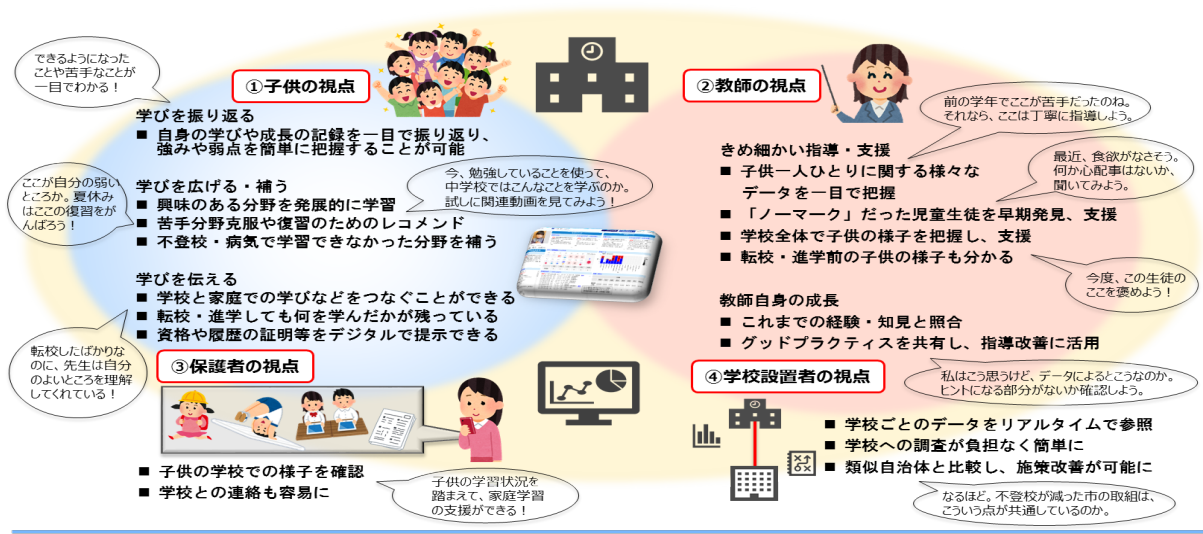 できるようになった
ことや苦手なことが
一目でわかる！
①子供の視点
学びを振り返る
■ 自身の学びや成長の記録を一目で振り返り、
強みや弱点を簡単に把握することが可能
ここが自分の弱い
ところか。夏休み
はここの復習をが
んばろう！
今、勉強していることを使って、
中学校ではこんなことを学ぶのか。
試しに関連動画を見てみよう！
学びを広げる・補う
■ 興味のある分野を発展的に学習
■ 苦手分野克服や復習のためのレコメンド
■ 不登校・病気で学習できなかった分野を補う
学びを伝える
■ 学校と家庭での学びなどをつなぐことができる
■ 転校・進学しても何を学んだかが残っている
■ 資格や履歴の証明等をデジタルで提示できる
転校したばかりな
のに、先生は自分
のよいところを理解
してくれている！
②教師の視点
前の学年でここが苦手だったのね。
それなら、ここは丁寧に指導しよう。
きめ細かい指導・支援
■ 子供一人ひとりに関する様々な
データを一目で把握
■ 「ノーマーク」だった児童生徒を早期発見、支援
■ 学校全体で子供の様子を把握し、支援
■ 転校・進学前の子供の様子も分かる
最近、食欲がなさそう。
何か心配事はないか、
聞いてみよう。
今度、この生徒の
ここを褒めよう！
教師自身の成長
■ これまでの経験・知見と照合
■ グッドプラクティスを共有し、指導改善に活用
私はこう思うけど、データによるとこうなのか。
ヒントになる部分がないか確認しよう。
③保護者の視点
■ 子供の学校での様子を確認
■ 学校との連絡も容易に
子供の学習状況を
踏まえて、家庭学習
の支援ができる！
④学校設置者の視点
■ 学校ごとのデータをリアルタイムで参照
■ 学校への調査が負担なく簡単に
■ 類似自治体と比較し、施策改善が可能に
なるほど。不登校が減った市の取組は、
こういう点が共通しているのか。